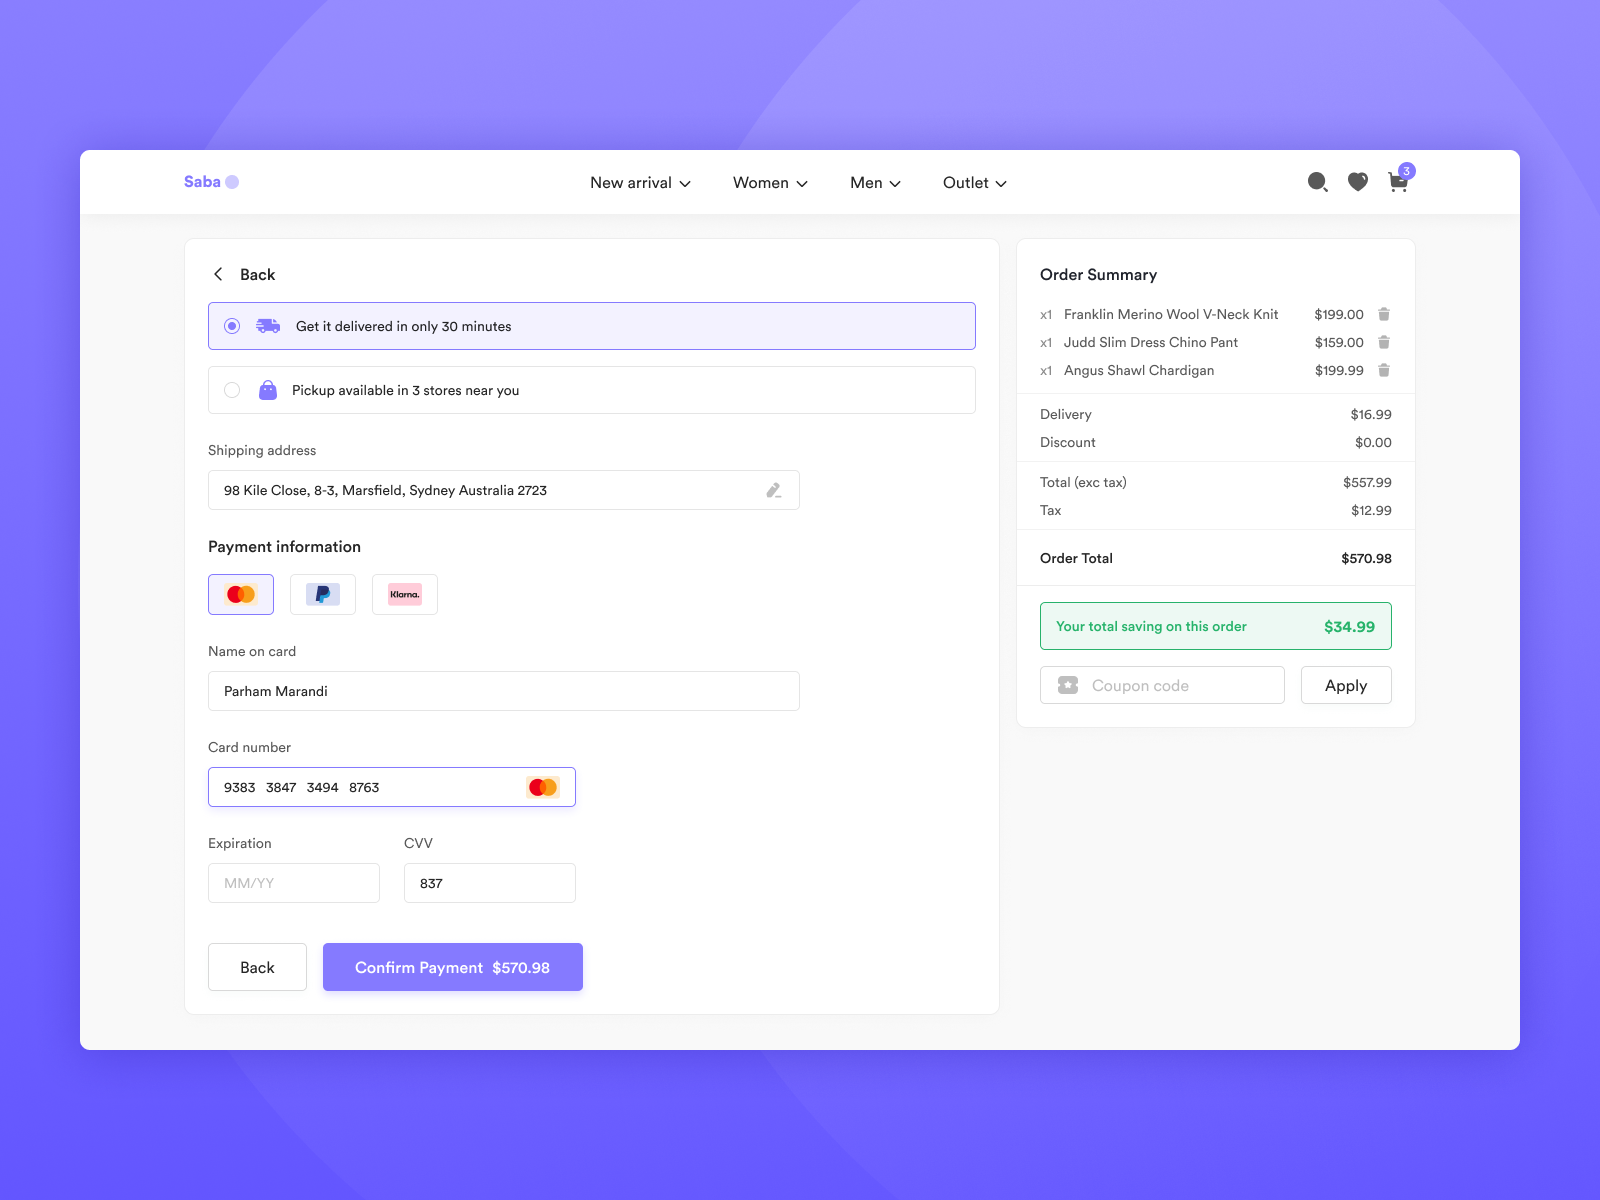 Saba
New arrival
Women
Men
Outlet
3
Back
Get it delivered in only 30 minutes
Pickup available in 3 stores near you
Shipping address
98 Kile Close, 8-3, Marsfield, Sydney Australia 2723
Payment information
Klarna.
Name on card
Parham Marandi
Card number
9383 3847 3494 8763
Expiration
CVV
MM/YY
837
Back
Confirm Payment $570.98
Order Summary
x1 Franklin Merino Wool V-Neck Knit $199.00
x1 Judd Slim Dress Chino Pant $159.00
x1 Angus Shawl Chardigan $199.99
Delivery $16.99
Discount $0.00
Total (exc tax) $557.99
Tax $12.99
Order Total $570.98
Your total saving on this order $34.99
Coupon code
Apply